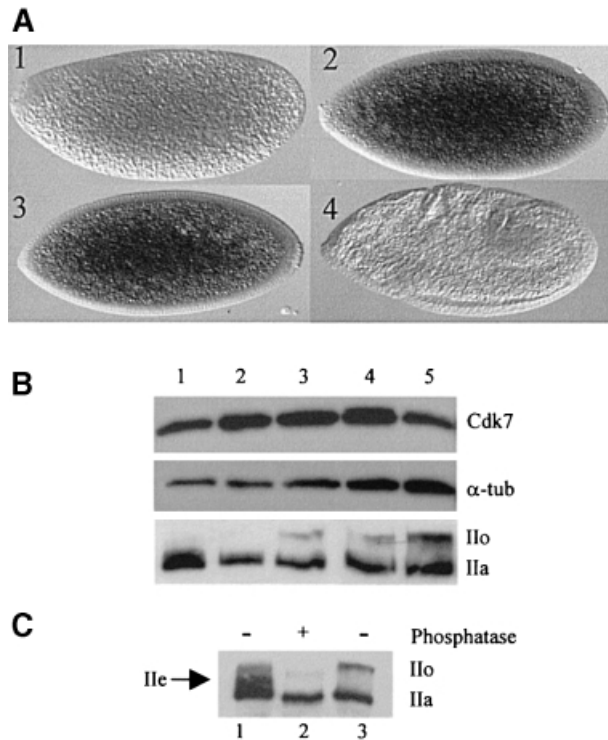 A
1
2
3
4
B
1 2 3 4 5
Cdk7
α-tub
IIo
IIa
C
- + - Phosphatase
IIe
IIo
IIa
1 2 3